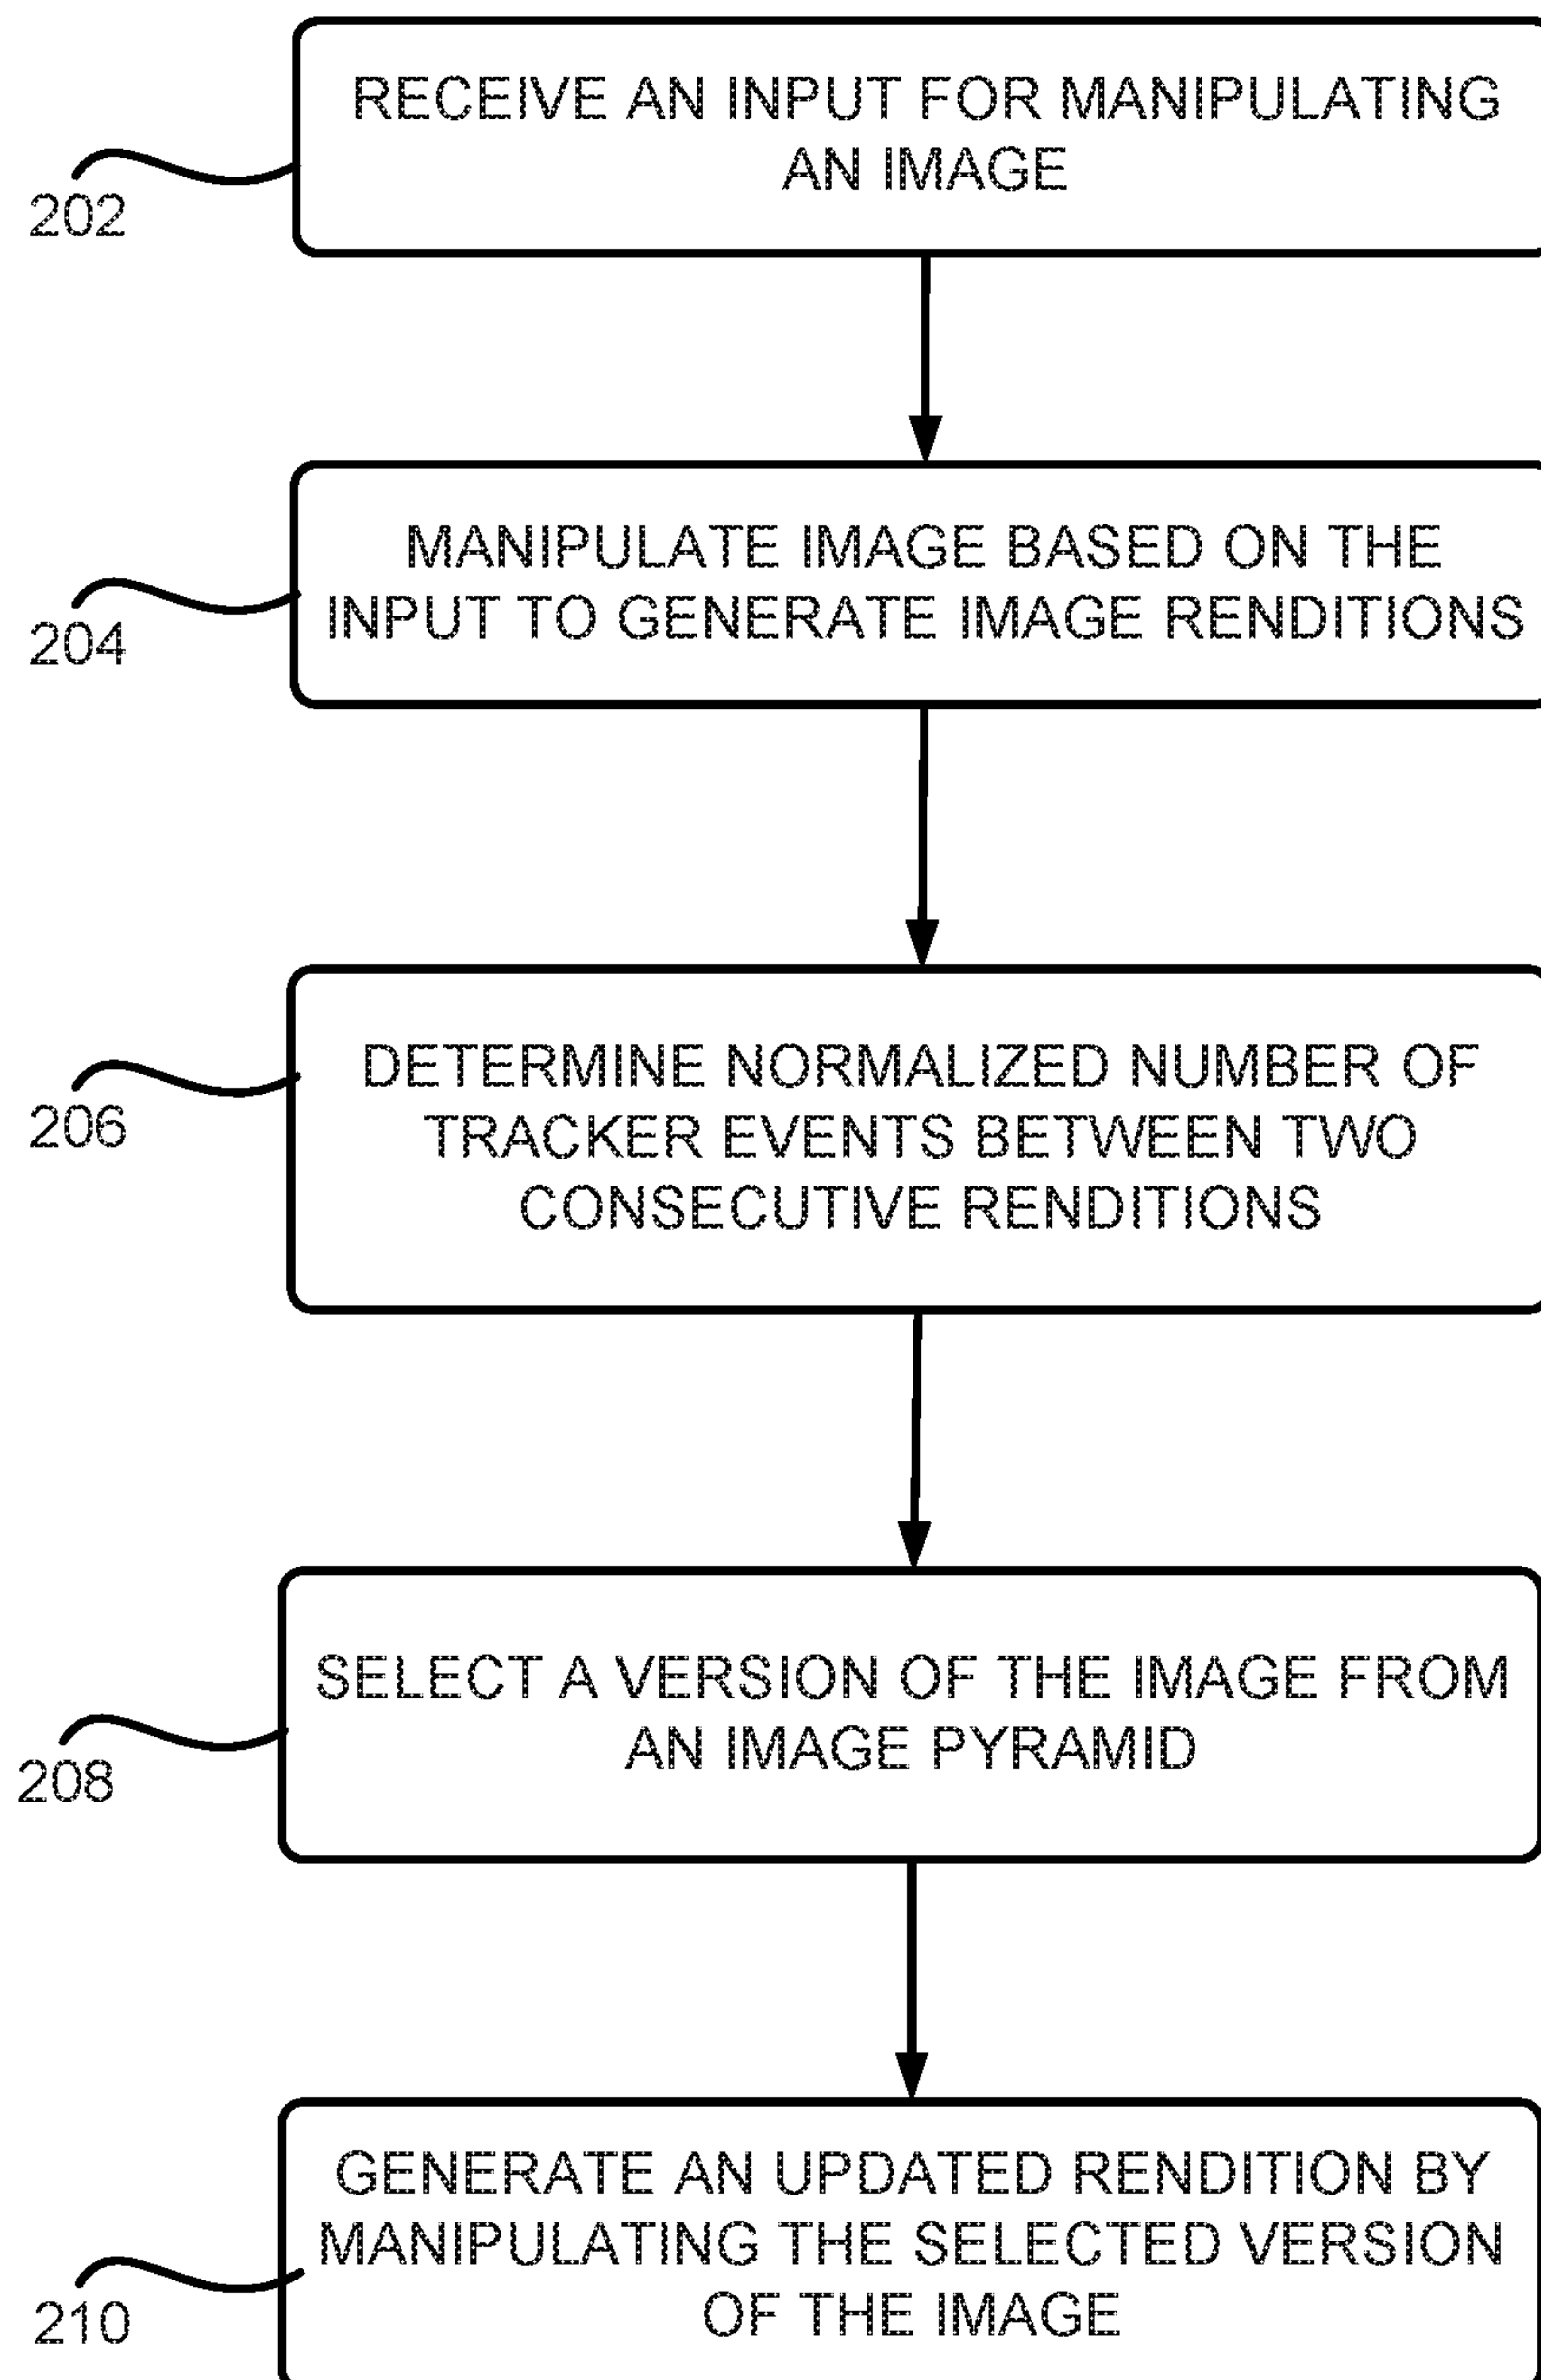 RECEIVE AN INPUT FOR MANIPULATING
AN IMAGE
202
MANIPULATE IMAGE BASED ON THE
INPUT TO GENERATE IMAGE RENDITIONS
204
DETERMINE NORMALIZED NUMBER OF
TRACKER EVENTS BETWEEN TWO
CONSECUTIVE RENDITIONS
206
SELECT A VERSION OF THE IMAGE FROM
AN IMAGE PYRAMID
208
GENERATE AN UPDATED RENDITION BY
MANIPULATING THE SELECTED VERSION
OF THE IMAGE
210